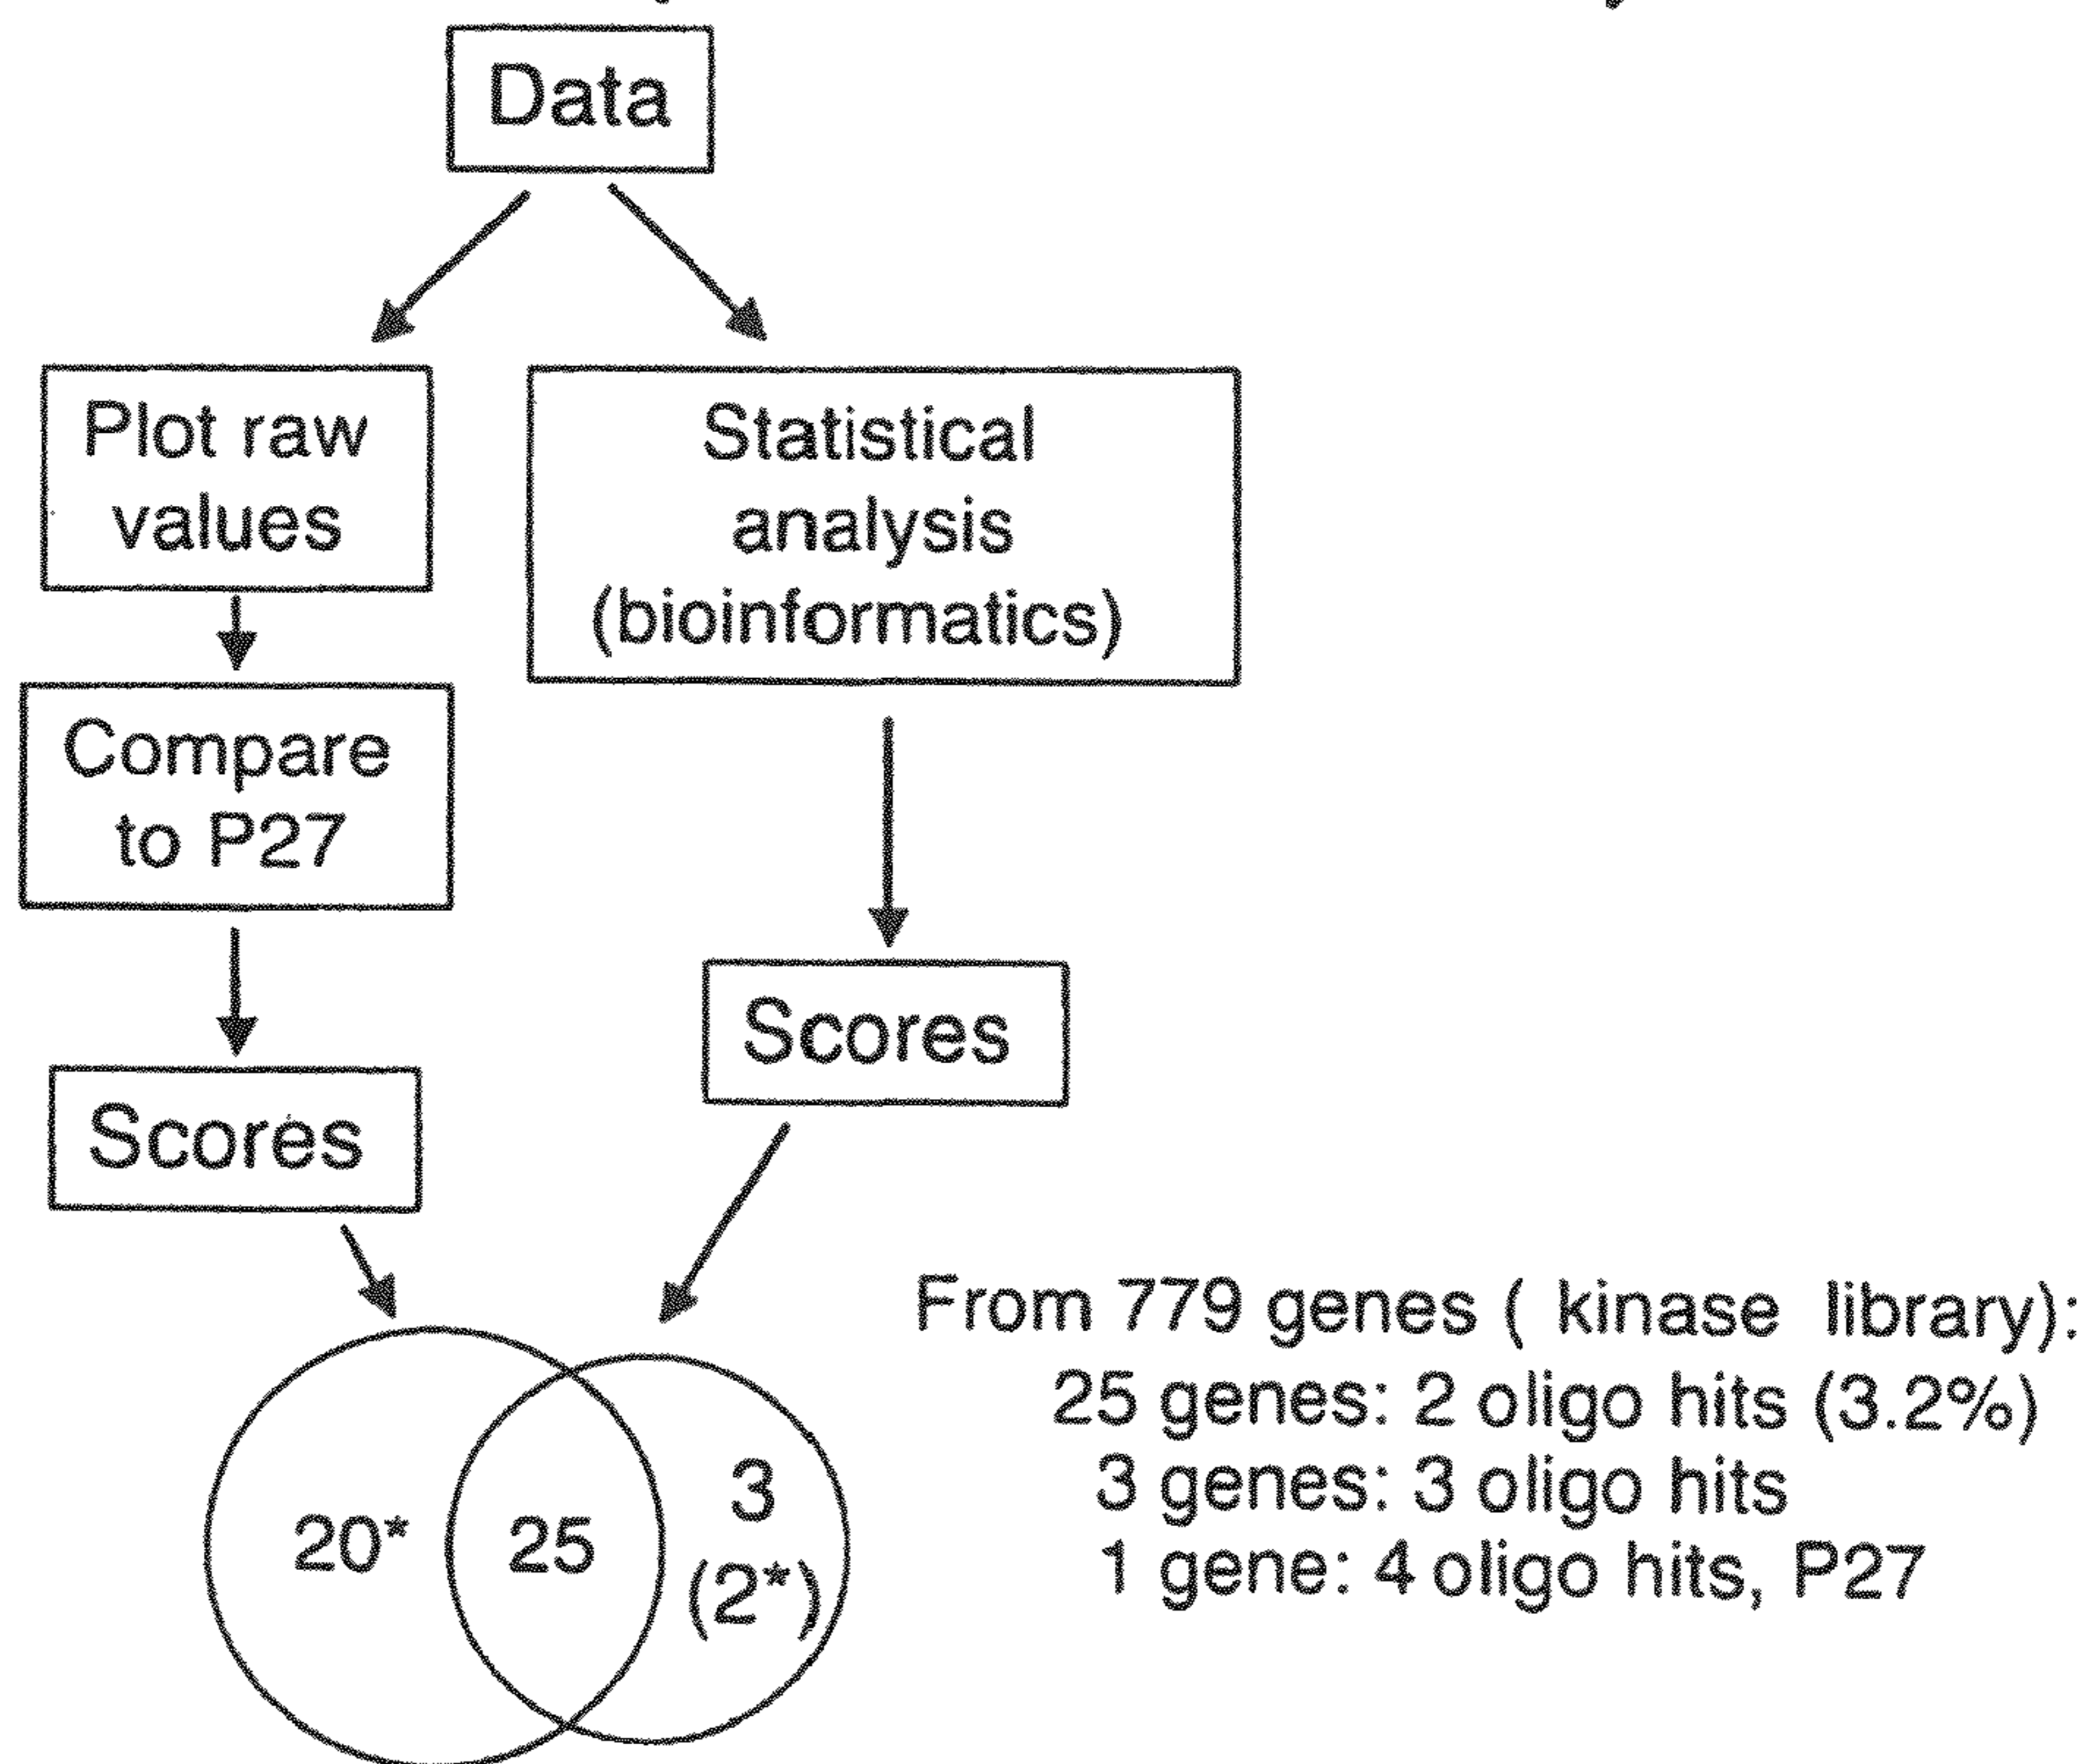 Data
Plot raw
values
Statistical
analysis
(bioinformatics)
Compare
to P27
Scores
Scores
From 779 genes ( kinase library):
25 genes: 2 oligo hits (3.2%)
3 genes: 3 oligo hits
1 gene: 4 oligo hits, P27
20*
25
3
(2*)